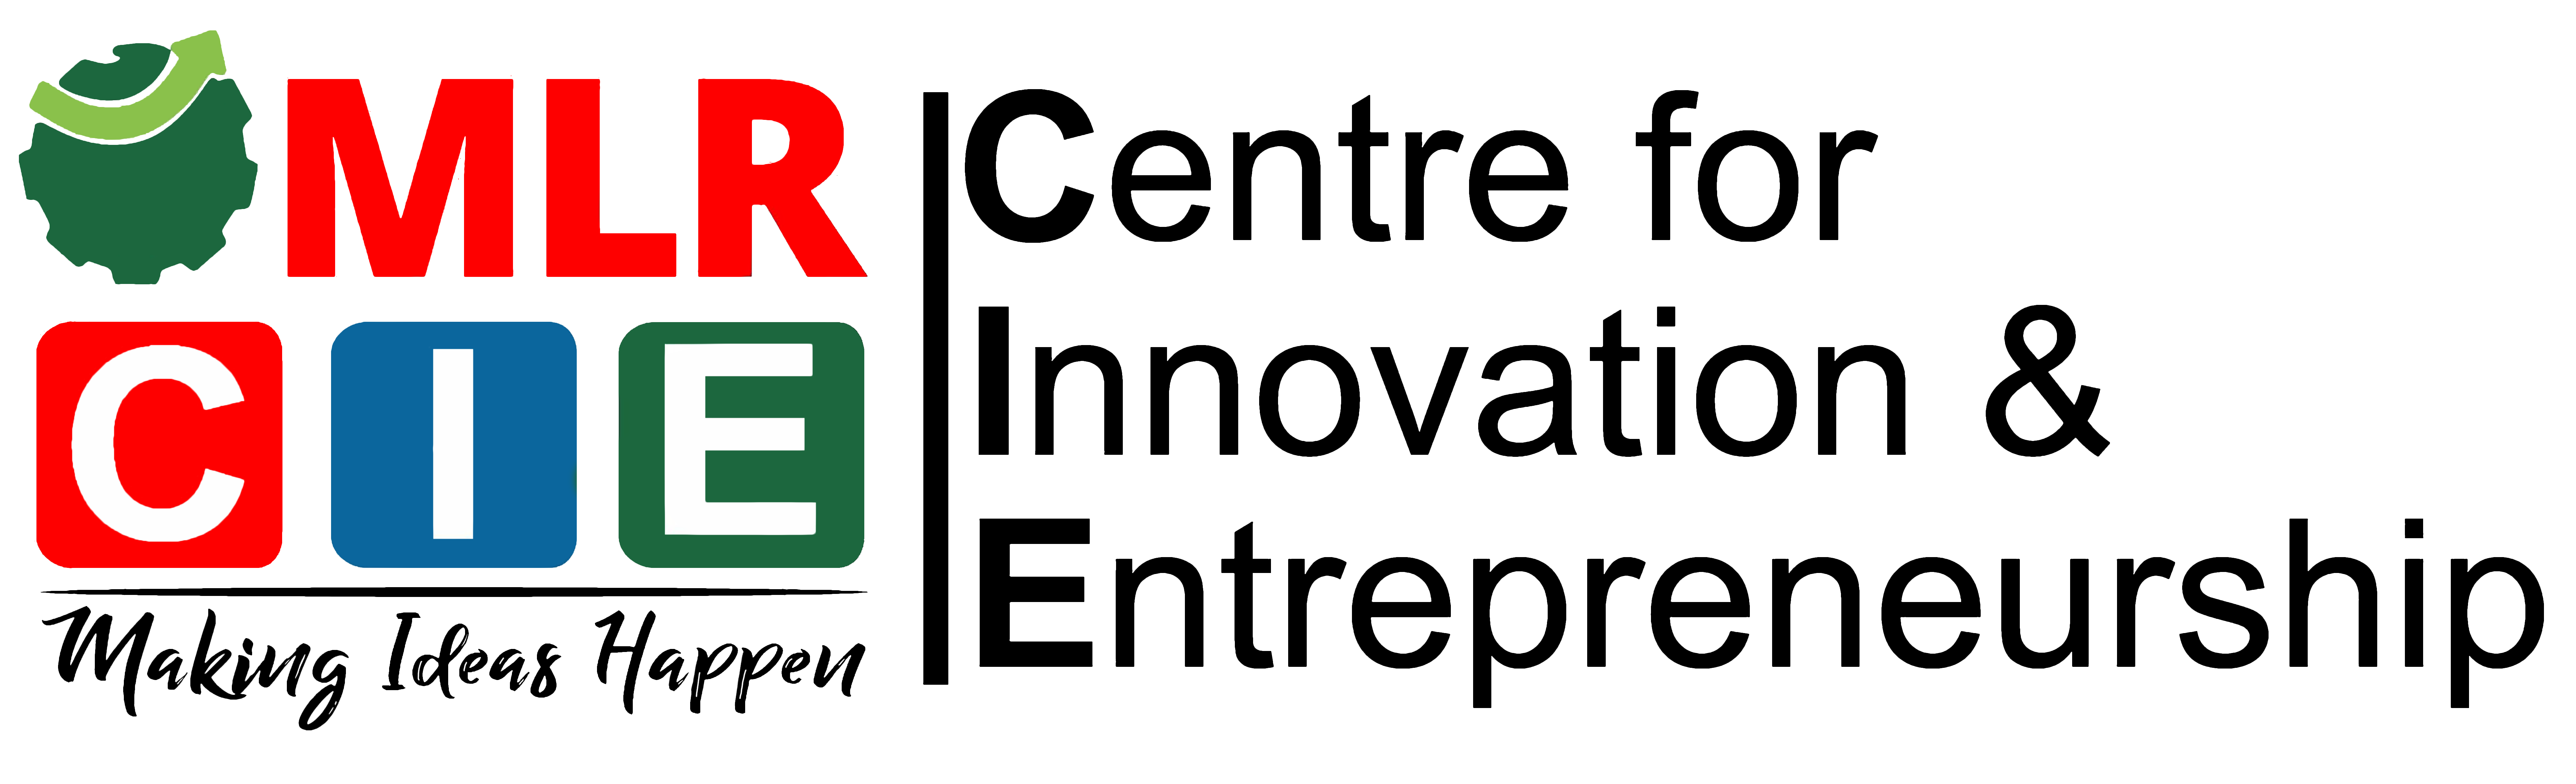 MLR
CIE
Making Ideas Happen
Centre for
Innovation &
Entrepreneurship